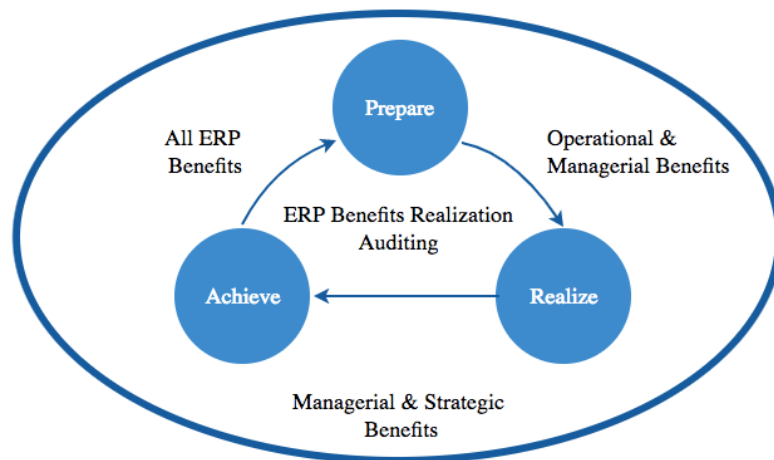 Prepare
All ERP
Benefits
Operational &
Managerial Benefits
ERP Benefits Realization
Auditing
Achieve
Realize
Managerial & Strategic
Benefits